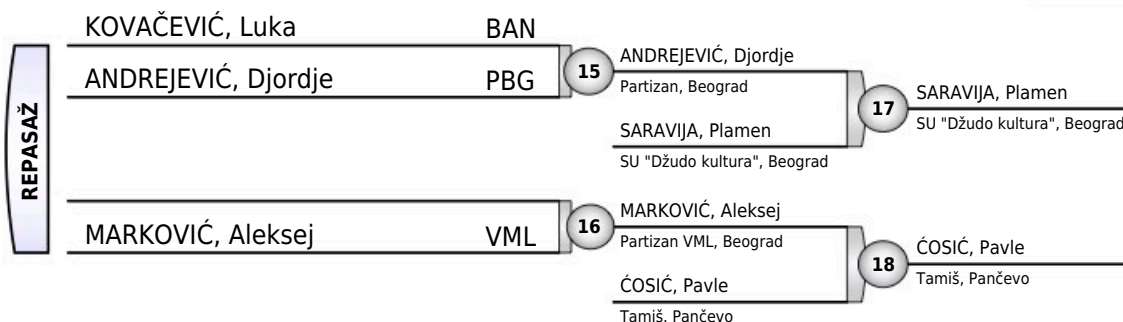 REPASAŽ
KOVAČEVIĆ, Luka BAN
ANDREJEVIĆ, Djordje PBG
15
ANDREJEVIĆ, Djordje
Partizan, Beograd
SARAVIJA, Plamen
SU "Džudo kultura", Beograd
17
SARAVIJA, Plamen
SU "Džudo kultura", Beograd
MARKOVIĆ, Aleksej VML
16
MARKOVIĆ, Aleksej
Partizan VML, Beograd
ĆOSIĆ, Pavle
Tamiš, Pančevo
18
ĆOSIĆ, Pavle
Tamiš, Pančevo